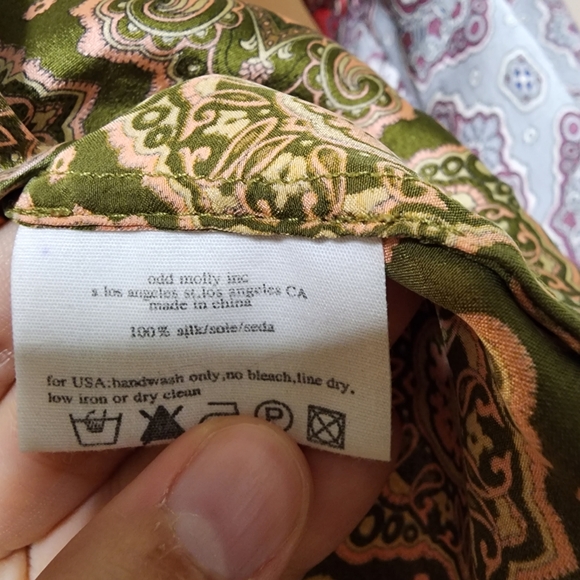 odd molly inc
s.los angeles st.los angeles CA
made in china
100% silk/soie/seda
for USA:handwash only,no bleach,line dry.
low iron or dry clean
P